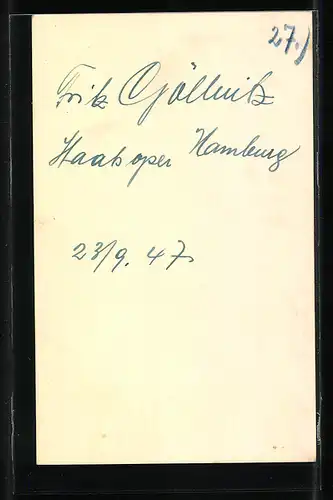 27.)
Fritz Göllnitz
Staatsoper Hamburg
23/9. 47.